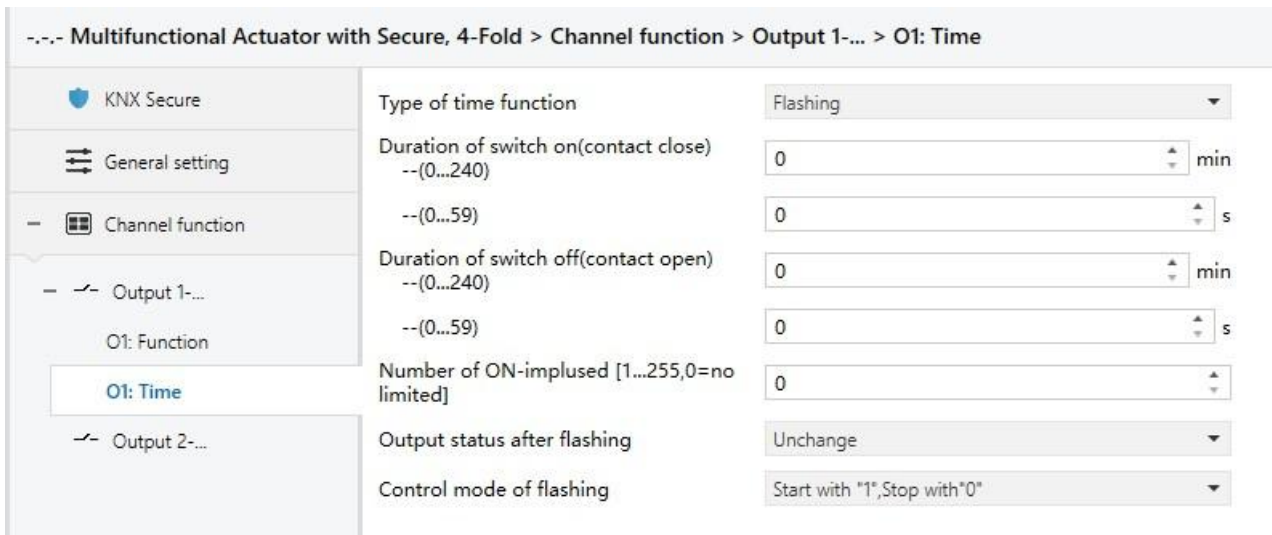 -.-.- Multifunctional Actuator with Secure, 4-Fold > Channel function > Output 1-... > O1: Time
KNX Secure
General setting
Channel function
Output 1-...
O1: Function
O1: Time
Output 2-...
Type of time function
Flashing
Duration of switch on(contact close)
--(0...240)
0
min
--(0...59)
0
s
Duration of switch off(contact open)
--(0...240)
0
min
--(0...59)
0
s
Number of ON-implused [1...255,0=no
limited]
0
Output status after flashing
Unchange
Control mode of flashing
Start with "1",Stop with"0"